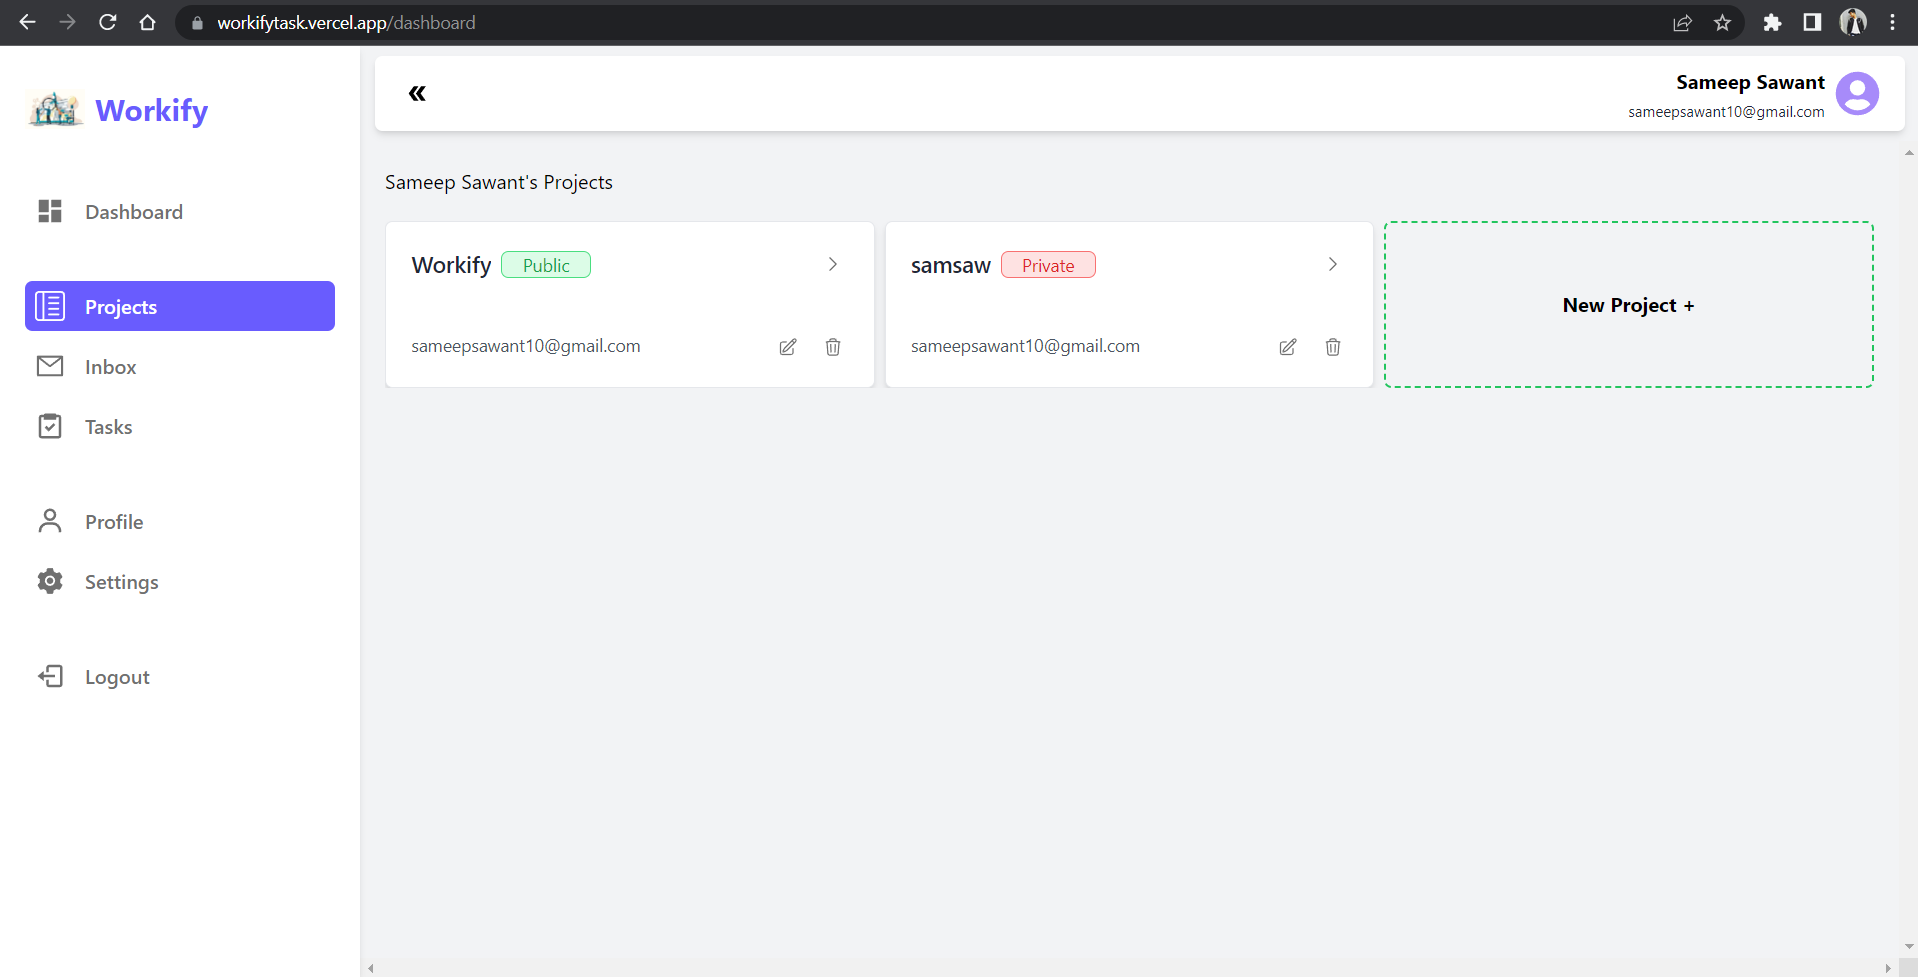 workifytask.vercel.app/dashboard
Workify
Dashboard
Projects
Inbox
Tasks
Profile
Settings
Logout
Sameep Sawant
sameepsawant10@gmail.com
Sameep Sawant's Projects
Workify Public
sameepsawant10@gmail.com
samsaw Private
sameepsawant10@gmail.com
New Project +